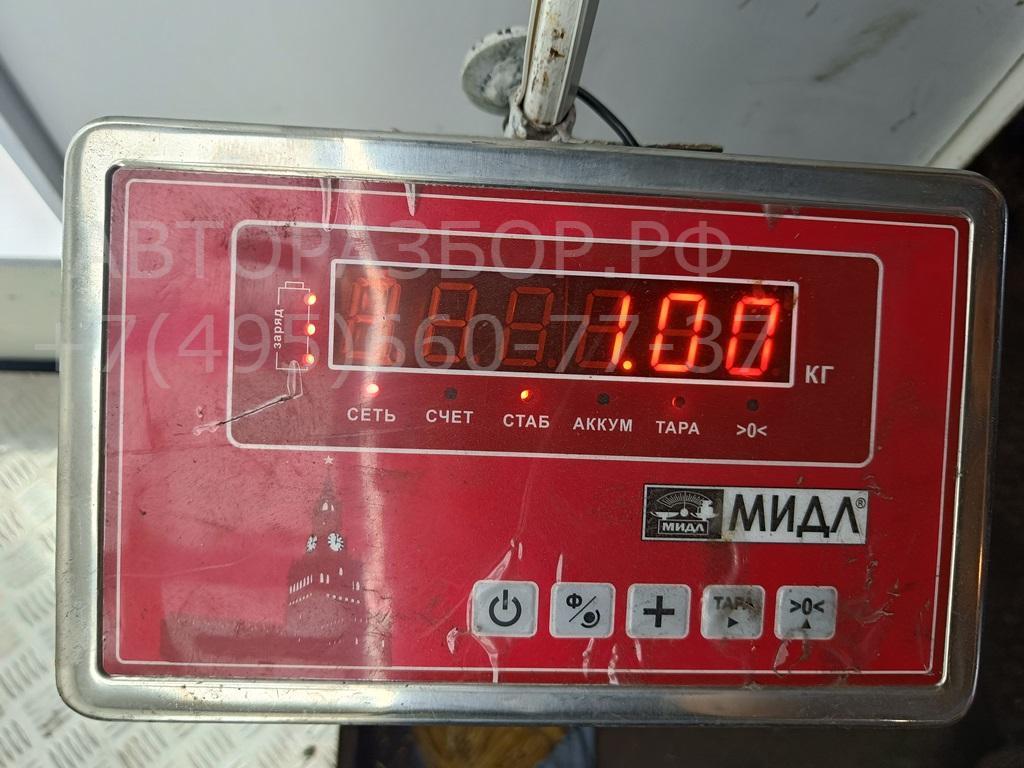 АВТОРАЗБОР.РФ
+7(495)560-77-37
заряд
1.00
КГ
СЕТЬ СЧЕТ СТАБ АККУМ ТАРА >0<
МИДЛ МИДЛ®
Ф ТАРА >0<